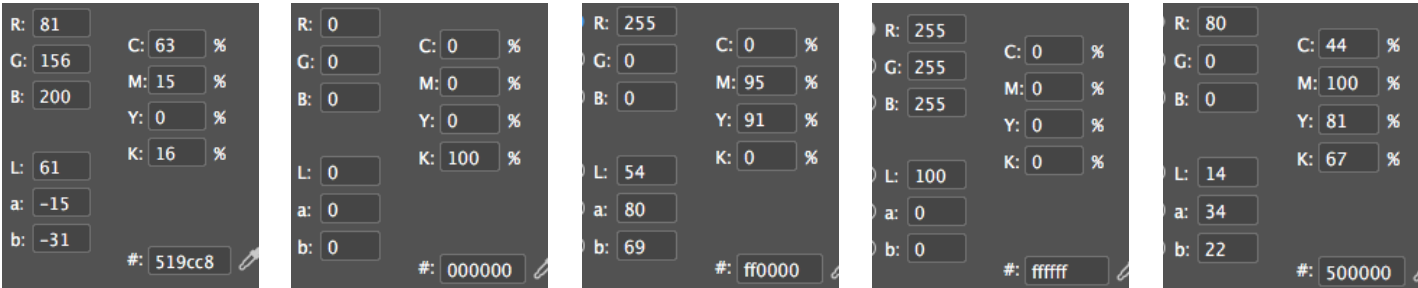 R: 81
G: 156
B: 200
C: 63 %
M: 15 %
Y: 0 %
K: 16 %
L: 61
a: -15
b: -31
#: 519cc8
R: 0
G: 0
B: 0
C: 0 %
M: 0 %
Y: 0 %
K: 100 %
L: 0
a: 0
b: 0
#: 000000
R: 255
G: 0
B: 0
C: 0 %
M: 95 %
Y: 91 %
K: 0 %
L: 54
a: 80
b: 69
#: ff0000
R: 255
G: 255
B: 255
C: 0 %
M: 0 %
Y: 0 %
K: 0 %
L: 100
a: 0
b: 0
#: ffffff
R: 80
G: 0
B: 0
C: 44 %
M: 100 %
Y: 81 %
K: 67 %
L: 14
a: 34
b: 22
#: 500000